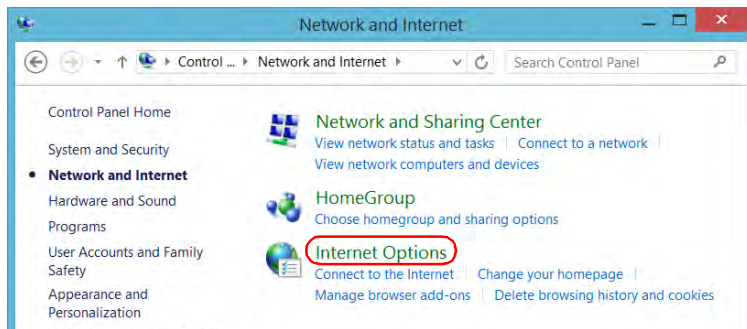 Network and Internet
Control ... Network and Internet
Search Control Panel
Control Panel Home
System and Security
Network and Internet
Hardware and Sound
Programs
User Accounts and Family
Safety
Appearance and
Personalization
Network and Sharing Center
View network status and tasks
Connect to a network
View network computers and devices
HomeGroup
Choose homegroup and sharing options
Internet Options
Connect to the Internet
Change your homepage
Manage browser add-ons
Delete browsing history and cookies